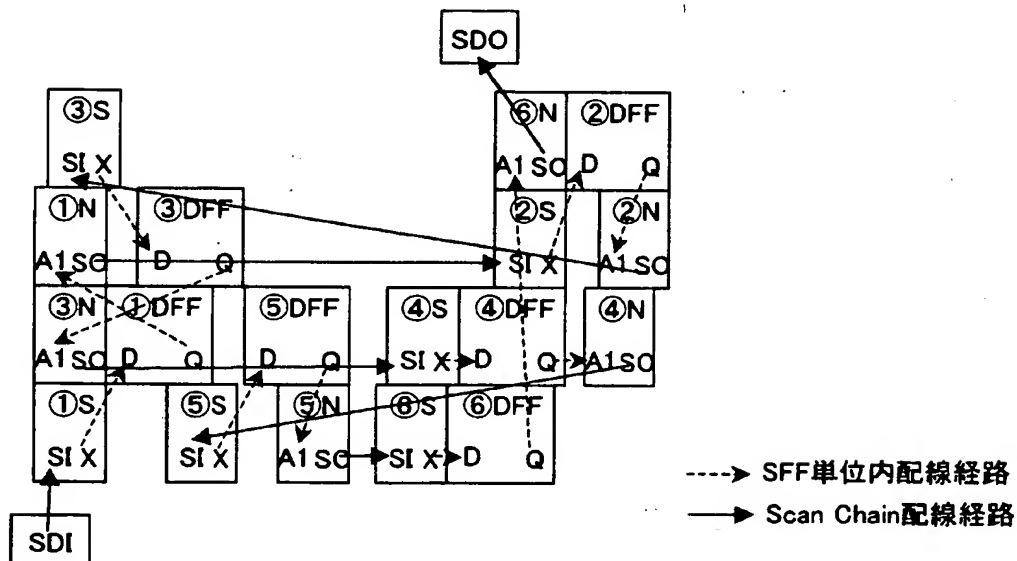 SDO
③S
⑥N ②DFF
SI X
A1 SO D Q
①N ③DFF
②S ②N
A1 SO D Q
SI X A1 SO
③N ①DFF ⑤DFF ④S ④DFF ④N
A1 SO D Q D Q SI X D Q A1 SO
①S ⑤S ⑤N ⑥S ⑥DFF
SI X SI X A1 SO SI X D Q
SFF単位内配線経路
Scan Chain配線経路
SDI